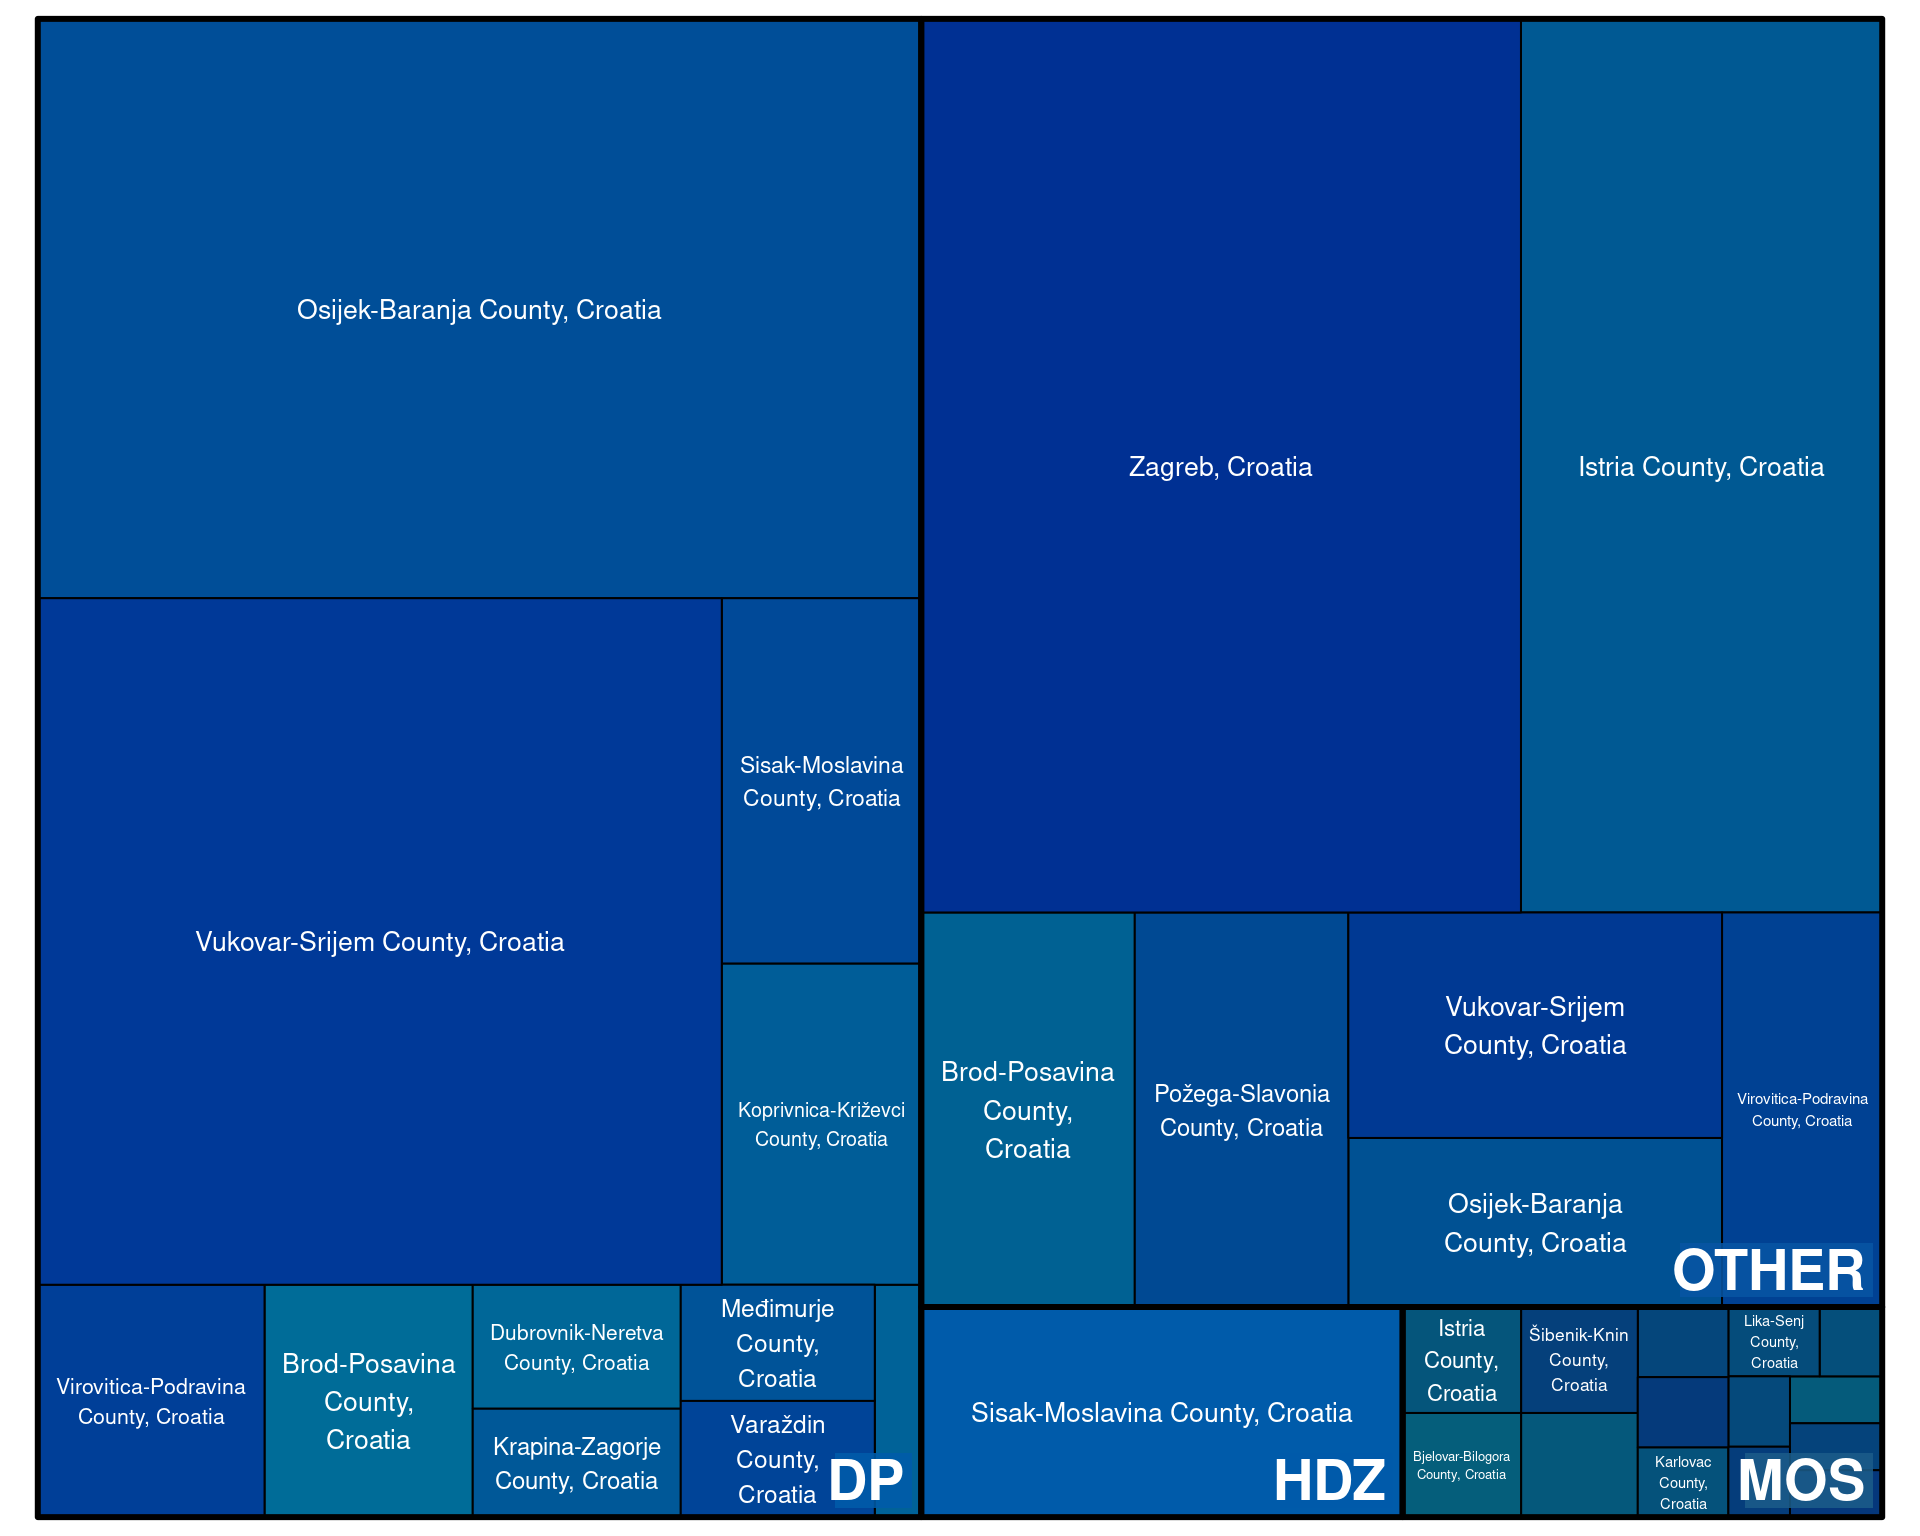 Osijek-Baranja County, Croatia
Vukovar-Srijem County, Croatia
Sisak-Moslavina
County, Croatia
Koprivnica-Križevci
County, Croatia
Virovitica-Podravina
County, Croatia
Brod-Posavina
County,
Croatia
Dubrovnik-Neretva
County, Croatia
Krapina-Zagorje
County, Croatia
Međimurje
County,
Croatia
Varaždin
County,
Croatia
DP
Zagreb, Croatia
Istria County, Croatia
Brod-Posavina
County,
Croatia
Požega-Slavonia
County, Croatia
Vukovar-Srijem
County, Croatia
Osijek-Baranja
County, Croatia
Virovitica-Podravina
County, Croatia
OTHER
Sisak-Moslavina County, Croatia
HDZ
Istria
County,
Croatia
Bjelovar-Bilogora
County, Croatia
Šibenik-Knin
County,
Croatia
Karlovac
County,
Croatia
Lika-Senj
County,
Croatia
MOS